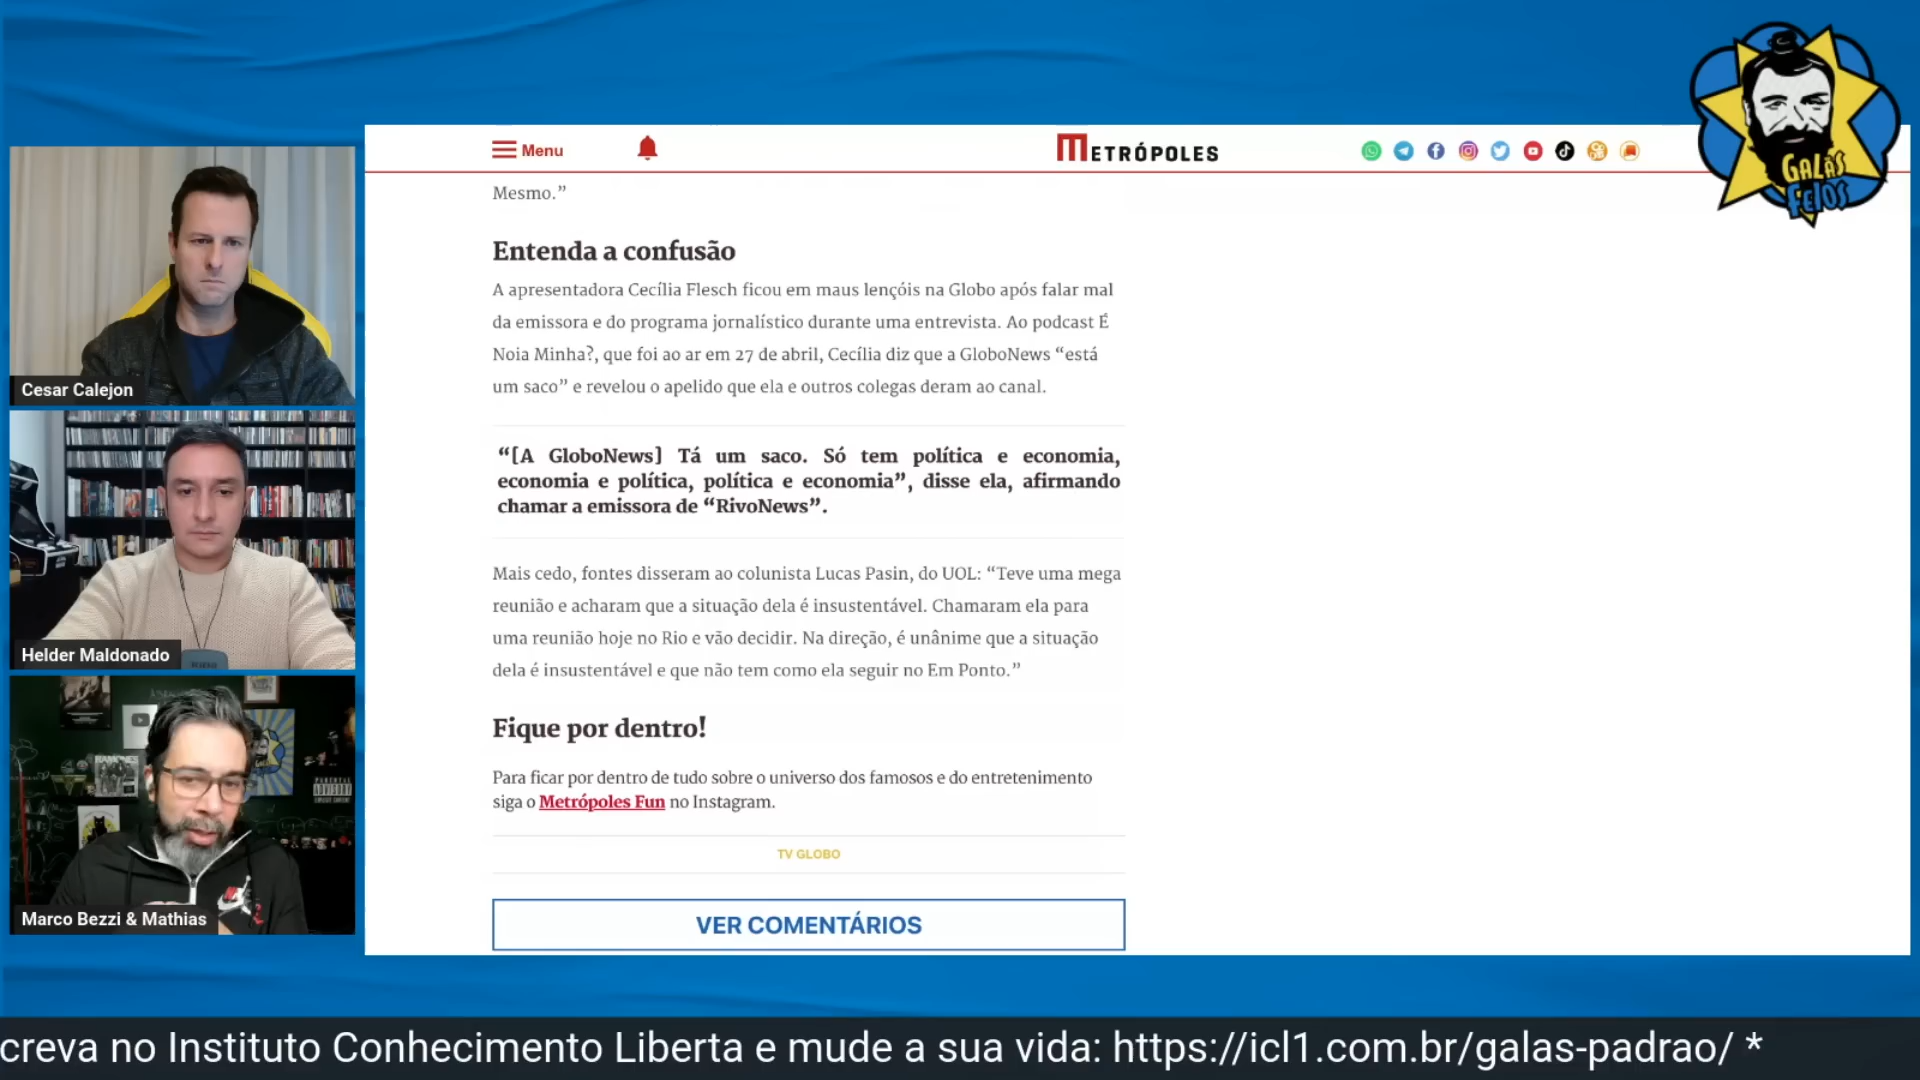 Menu
METRÓPOLES
GALÃS
FEIOS
Mesmo.”
Entenda a confusão
A apresentadora Cecília Flesch ficou em maus lençóis na Globo após falar mal
da emissora e do programa jornalístico durante uma entrevista. Ao podcast É
Noia Minha?, que foi ao ar em 27 de abril, Cecília diz que a GloboNews “está
um saco” e revelou o apelido que ela e outros colegas deram ao canal.
“[A GloboNews] Tá um saco. Só tem política e economia,
economia e política, política e economia”, disse ela, afirmando
chamar a emissora de “RivoNews”.
Mais cedo, fontes disseram ao colunista Lucas Pasin, do UOL: “Teve uma mega
reunião e acharam que a situação dela é insustentável. Chamaram ela para
uma reunião hoje no Rio e vão decidir. Na direção, é unânime que a situação
dela é insustentável e que não tem como ela seguir no Em Ponto.”
Fique por dentro!
Para ficar por dentro de tudo sobre o universo dos famosos e do entretenimento
siga o Metrópoles Fun no Instagram.
TV GLOBO
VER COMENTÁRIOS
Cesar Calejon
Helder Maldonado
RAMONES
PARENTAL
ADVISORY
EXPLICIT CONTENT
Marco Bezzi & Mathias
creva no Instituto Conhecimento Liberta e mude a sua vida: https://icl1.com.br/galas-padrao/ *